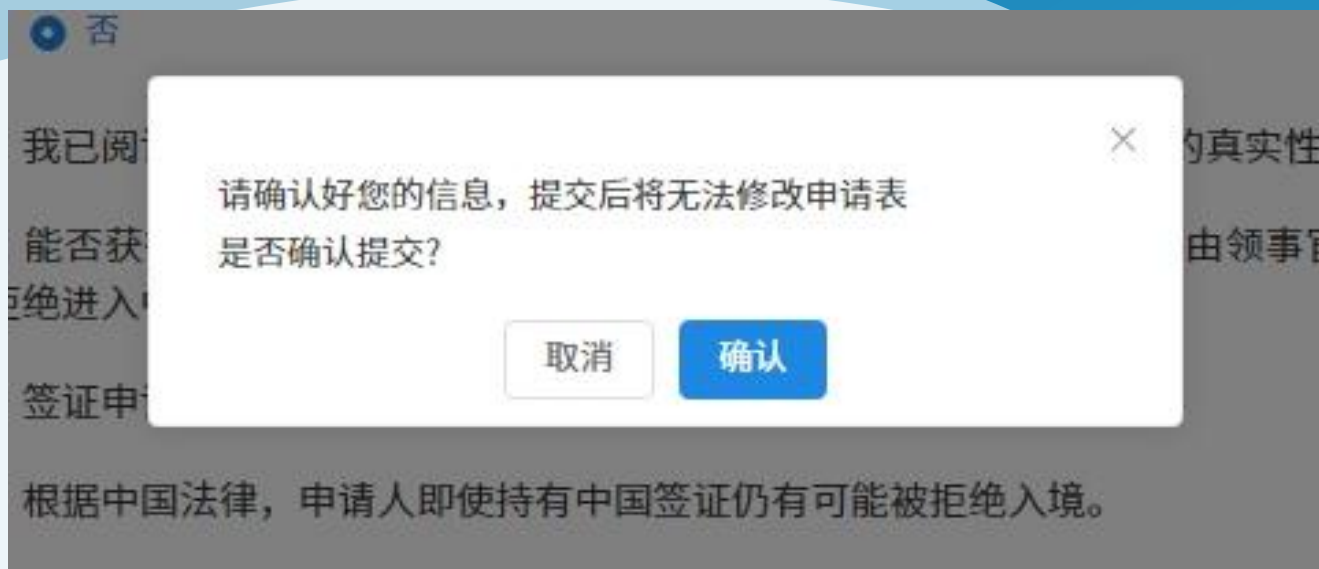 否
我已阅
的真实性
请确认好您的信息，提交后将无法修改申请表
能否获
由领事官
是否确认提交?
拒绝进入
取消
确认
签证申
根据中国法律，申请人即使持有中国签证仍有可能被拒绝入境。